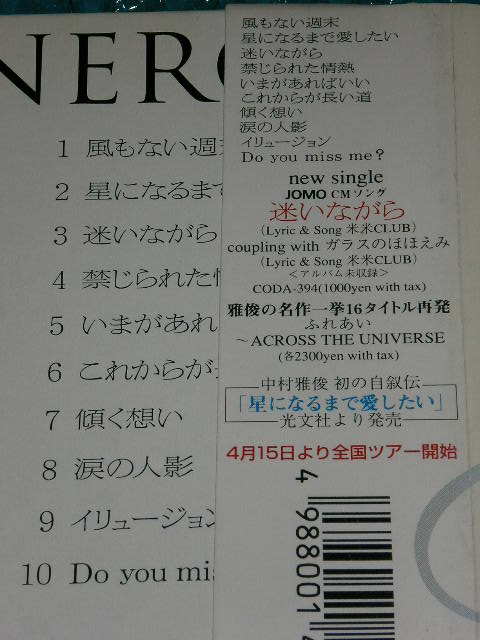 NERO
1 風もない週末
2 星になるまで
3 迷いながら
4 禁じられた情
5 いまがあれ
6 これからが
7 傾く想い
8 涙の人影
9 イリュージョン
10 Do you mis
風もない週末
星になるまで愛したい
迷いながら
禁じられた情熱
いまがあればいい
これからが長い道
傾く想い
涙の人影
イリュージョン
Do you miss me?
new single
JOMO CMソング
迷いながら
(Lyric & Song 米米CLUB)
coupling with ガラスのほほえみ
(Lyric & Song 米米CLUB)
<アルバム未収録>
CODA-394(1000yen with tax)
雅俊の名作一挙16タイトル再発
ふれあい
~ACROSS THE UNIVERSE
(各2300yen with tax)
中村雅俊 初の自叙伝
「星になるまで愛したい」
光文社より発売
4月15日より全国ツアー開始
4 988001